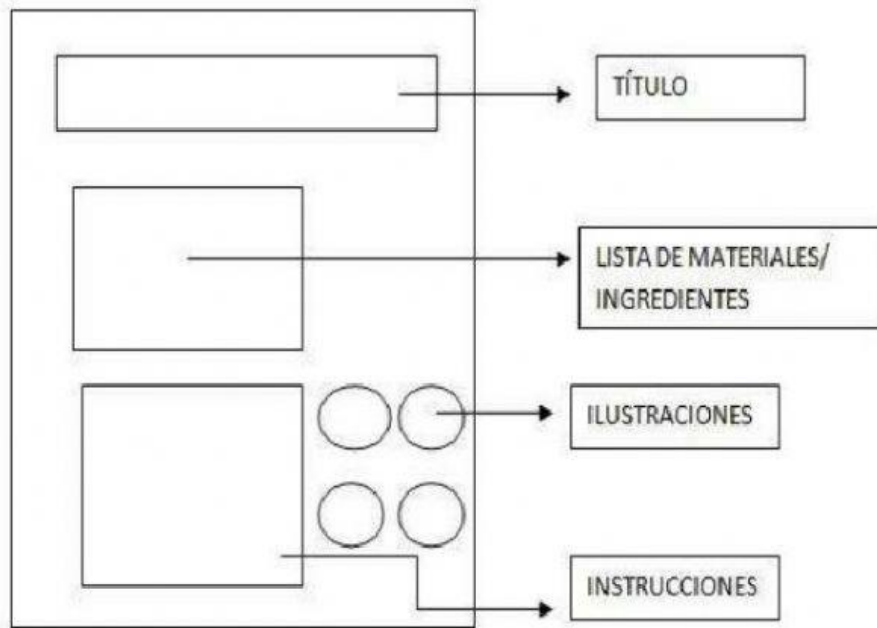 TÍTULO
LISTA DE MATERIALES/
INGREDIENTES
ILUSTRACIONES
INSTRUCCIONES